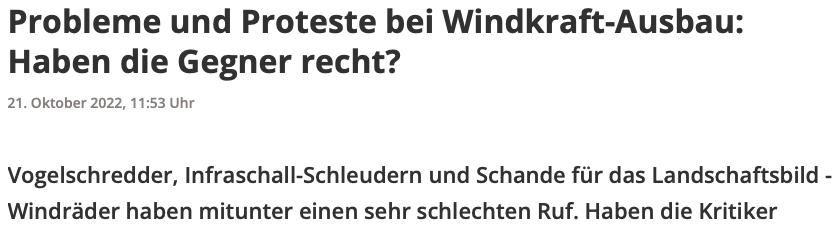 Probleme und Proteste bei Windkraft-Ausbau:
Haben die Gegner recht?
21. Oktober 2022, 11:53 Uhr
Vogelschredder, Infraschall-Schleudern und Schande für das Landschaftsbild -
Windräder haben mitunter einen sehr schlechten Ruf. Haben die Kritiker